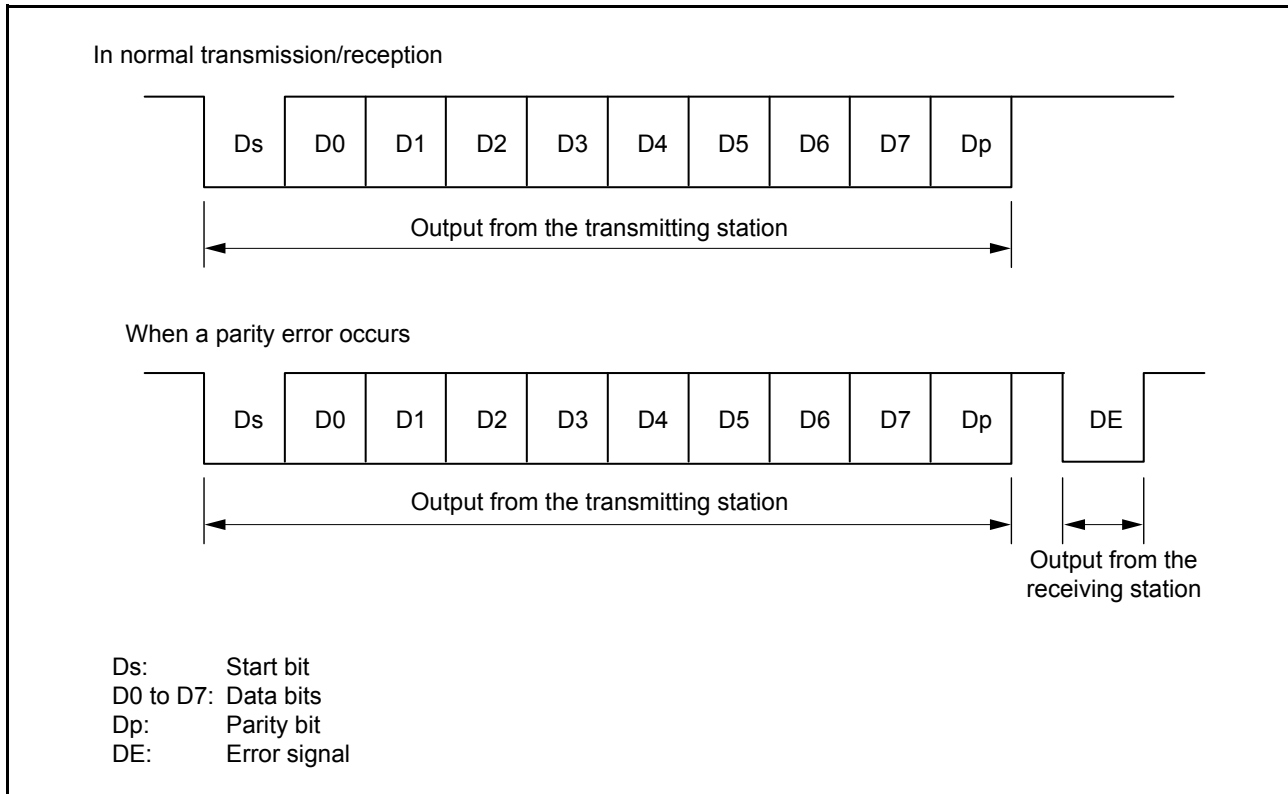 In normal transmission/reception
Ds D0 D1 D2 D3 D4 D5 D6 D7 Dp
Output from the transmitting station
When a parity error occurs
Ds D0 D1 D2 D3 D4 D5 D6 D7 Dp DE
Output from the transmitting station
Output from the
receiving station
Ds: Start bit
D0 to D7: Data bits
Dp: Parity bit
DE: Error signal